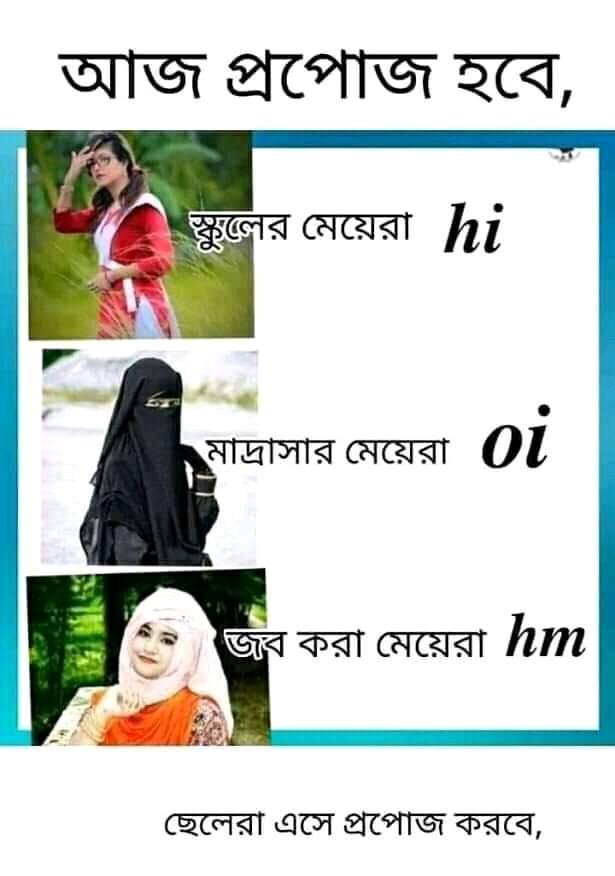 আজ প্রপোজ হবে,
স্কুলের মেয়েরা hi
মাদ্রাসার মেয়েরা oi
জব করা মেয়েরা hm
ছেলেরা এসে প্রপোজ করবে,